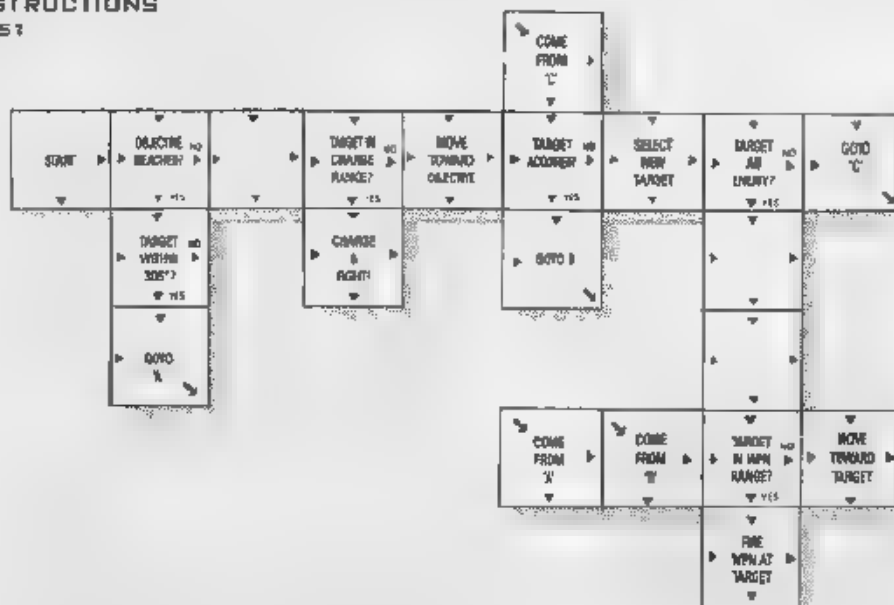 STRUCTIONS
COME
FROM
'C'
START
OBJECTIVE
REACHED?
NO
YES
TARGET IN
CHARGE
RANGE?
NO
YES
MOVE
TOWARD
OBJECTIVE
TARGET
ACQUIRED?
NO
YES
SELECT
NEW
TARGET
TARGET
AN
ENEMY?
NO
YES
GOTO
'C'
TARGET
WITHIN
NO
YES
CHARGE
&
FIGHT!
GOTO B
GOTO
'A'
COME
FROM
'A'
COME
FROM
'B'
TARGET
IN WPN
RANGE?
NO
YES
MOVE
TOWARD
TARGET
FIRE
WPN AT
TARGET